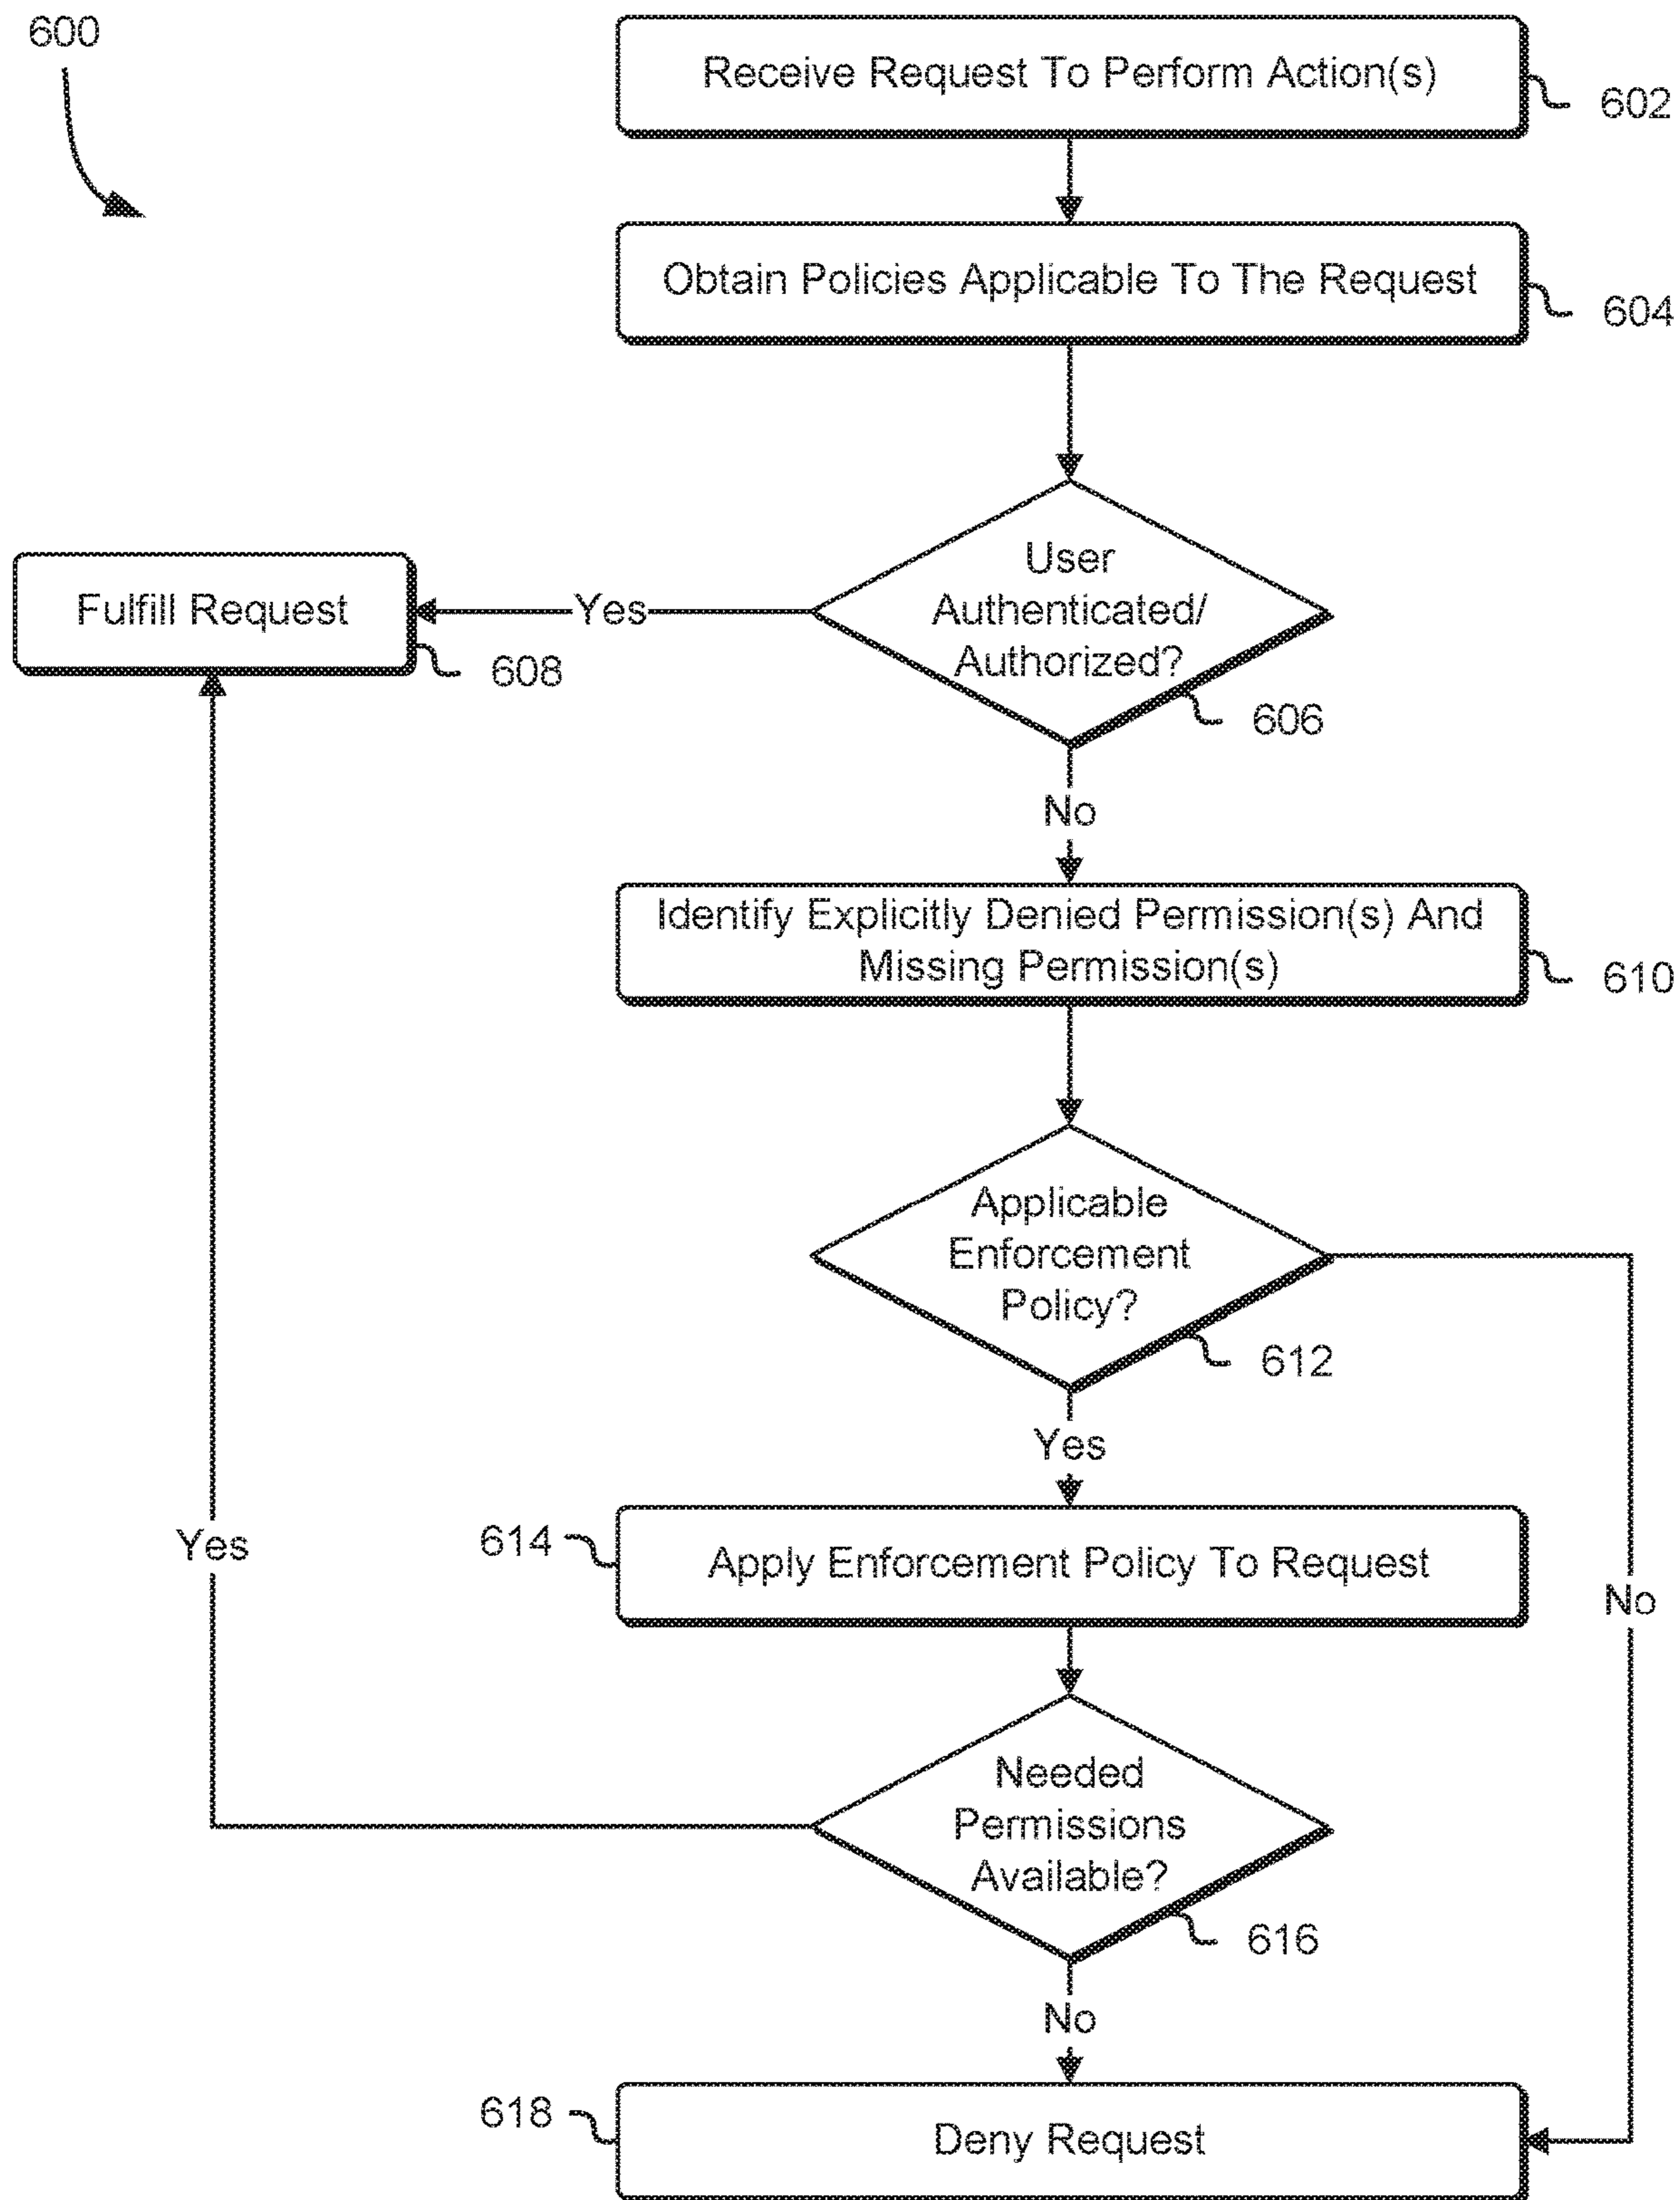 600
Receive Request To Perform Action(s)
602
Obtain Policies Applicable To The Request
604
User
Authenticated/
Authorized?
606
Yes
Fulfill Request
608
No
Identify Explicitly Denied Permission(s) And
Missing Permission(s)
610
Applicable
Enforcement
Policy?
612
Yes
614
Apply Enforcement Policy To Request
Yes
No
Needed
Permissions
Available?
616
No
618
Deny Request